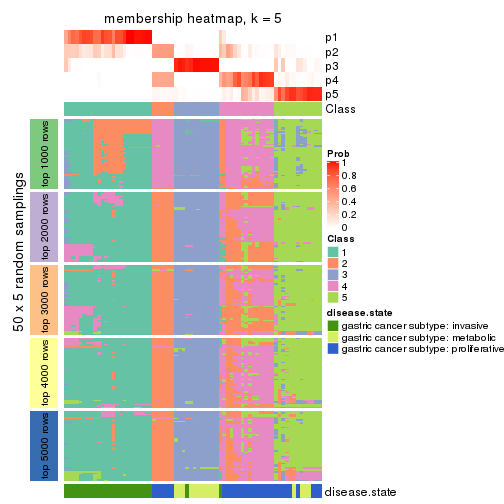 membership heatmap, k = 5
p1
p2
p3
p4
p5
Class
50 x 5 random samplings
top 1000 rows
top 2000 rows
top 3000 rows
top 4000 rows
top 5000 rows
Prob
1
0.8
0.6
0.4
0.2
0
Class
1
2
3
4
5
disease.state
gastric cancer subtype: invasive
gastric cancer subtype: metabolic
gastric cancer subtype: proliferative
disease.state